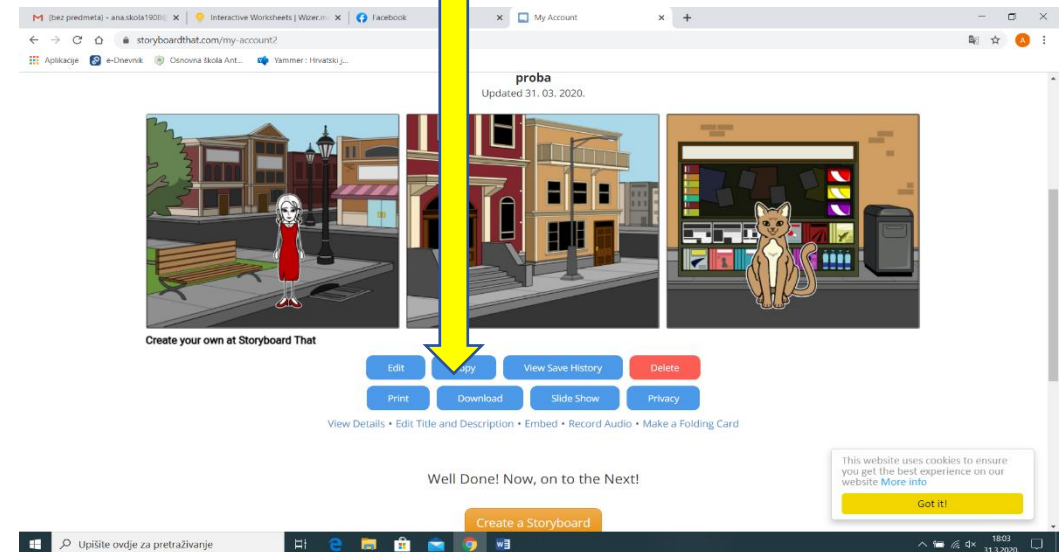 (bez predmeta) - ana.skola1908@
Interactive Worksheets | Wizer.m
Facebook
My Account
storyboardthat.com/my-account2
Aplikacije
e-Dnevnik
Osnovna škola Ant...
Yammer : Hrvatski j...
proba
Updated 31. 03. 2020.
Create your own at Storyboard That
Edit
View Save History
Delete
Print
Download
Slide Show
Privacy
View Details • Edit Title and Description • Embed • Record Audio • Make a Folding Card
This website uses cookies to ensure
you get the best experience on our
website More info
Got it!
Well Done! Now, on to the Next!
Create a Storyboard
Upišite ovdje za pretraživanje
18:03
31.3.2020.